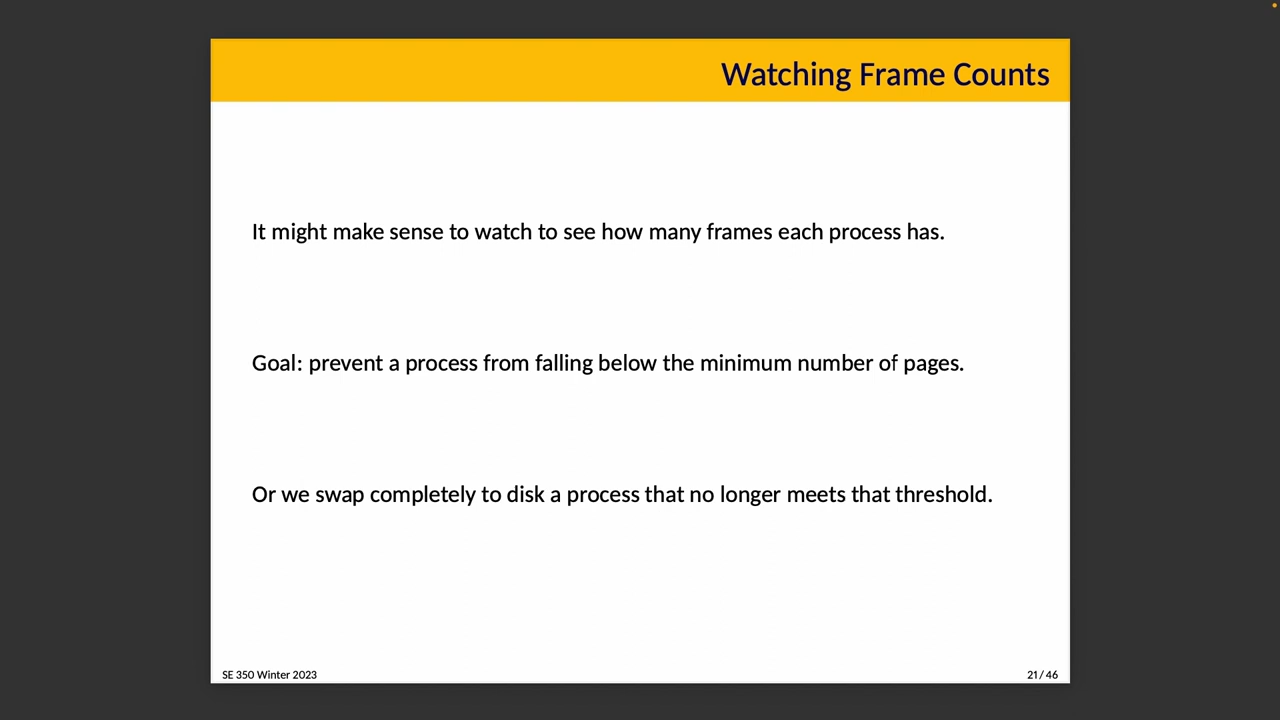 Watching Frame Counts
It might make sense to watch to see how many frames each process has.
Goal: prevent a process from falling below the minimum number of pages.
Or we swap completely to disk a process that no longer meets that threshold.
SE 350 Winter 2023
21 / 46